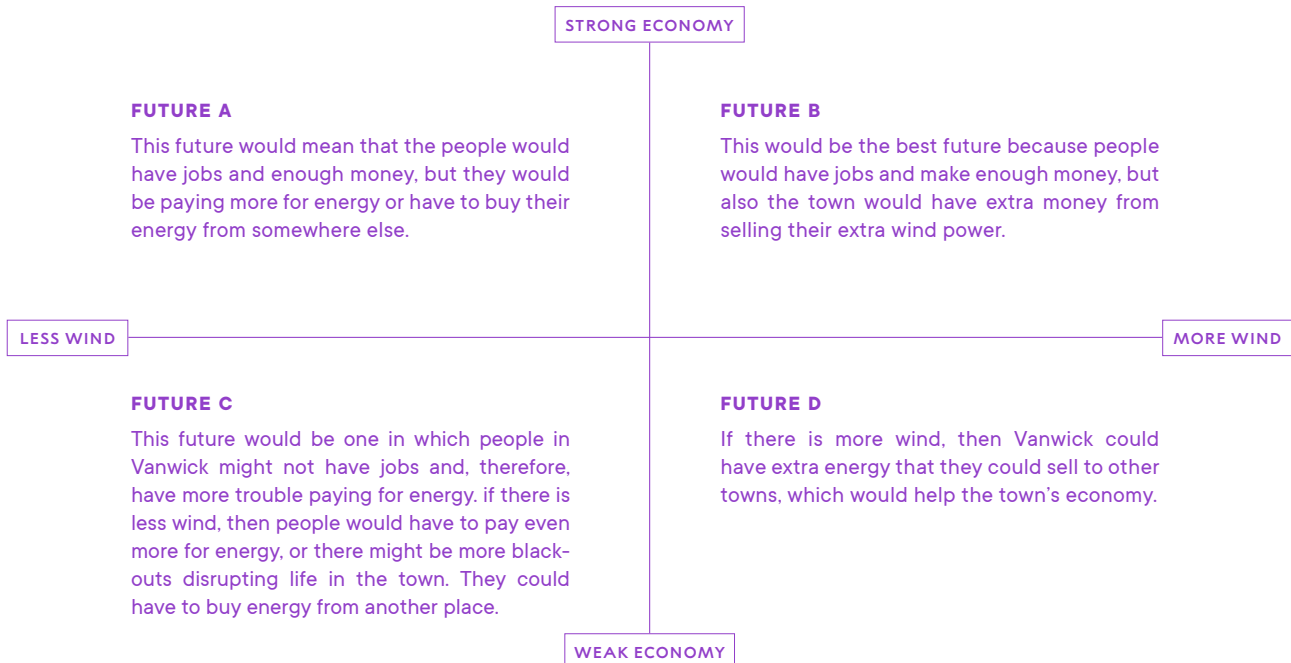 STRONG ECONOMY
FUTURE A
This future would mean that the people would
have jobs and enough money, but they would
be paying more for energy or have to buy their
energy from somewhere else.
FUTURE B
This would be the best future because people
would have jobs and make enough money, but
also the town would have extra money from
selling their extra wind power.
LESS WIND
MORE WIND
FUTURE C
This future would be one in which people in
Vanwick might not have jobs and, therefore,
have more trouble paying for energy. if there is
less wind, then people would have to pay even
more for energy, or there might be more black-
outs disrupting life in the town. They could
have to buy energy from another place.
FUTURE D
If there is more wind, then Vanwick could
have extra energy that they could sell to other
towns, which would help the town's economy.
WEAK ECONOMY